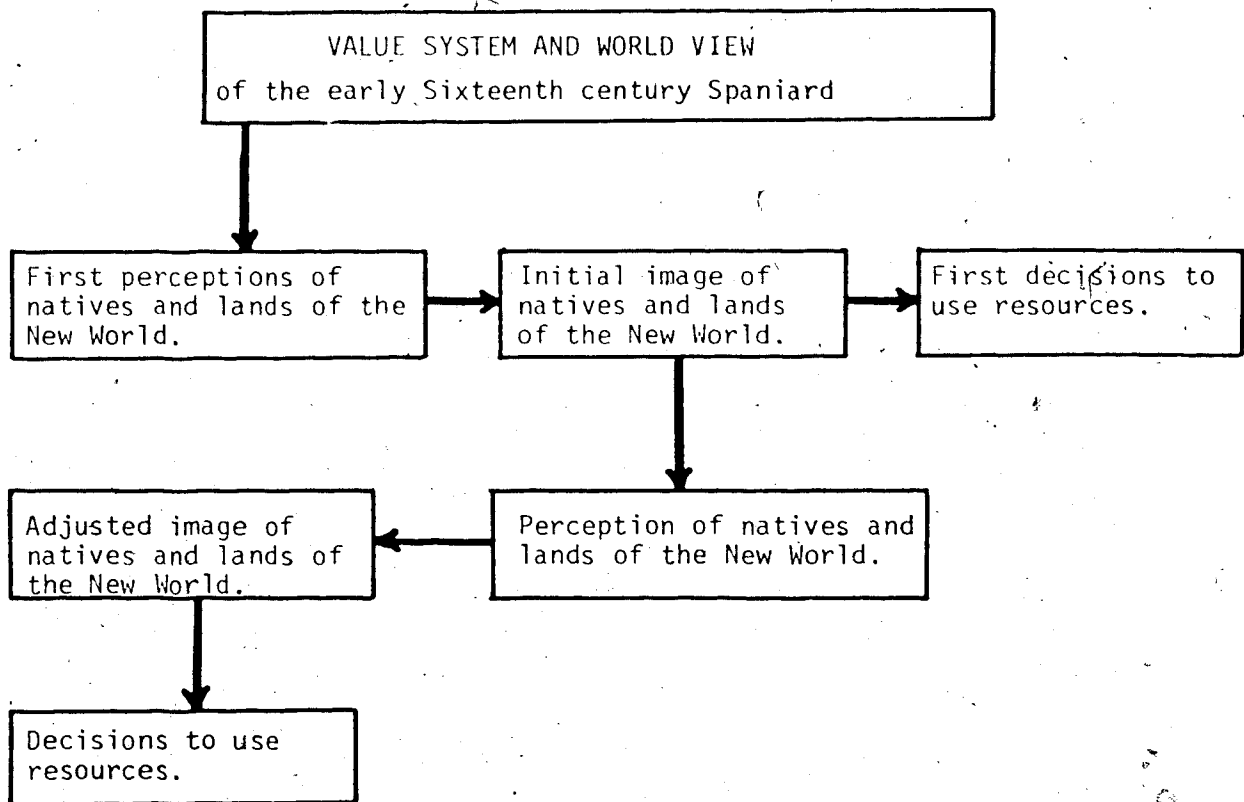 VALUE SYSTEM AND WORLD VIEW
of the early Sixteenth century Spaniard
First perceptions of
natives and lands of the
New World.
Initial image of
natives and lands
of the New World.
First decisions to
use resources.
Adjusted image of
natives and lands of
the New World.
Perception of natives and
lands of the New World.
Decisions to use
resources.